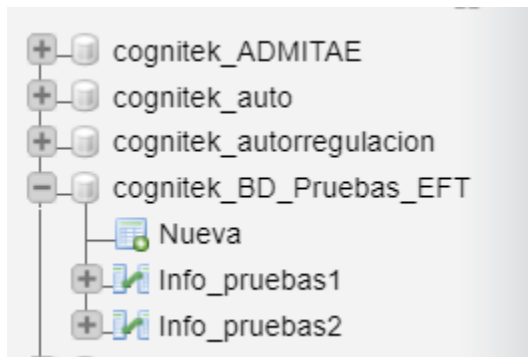 cognitek_ADMITAE
cognitek_auto
cognitek_autorregulacion
cognitek_BD_Pruebas_EFT
Nueva
Info_pruebas1
Info_pruebas2